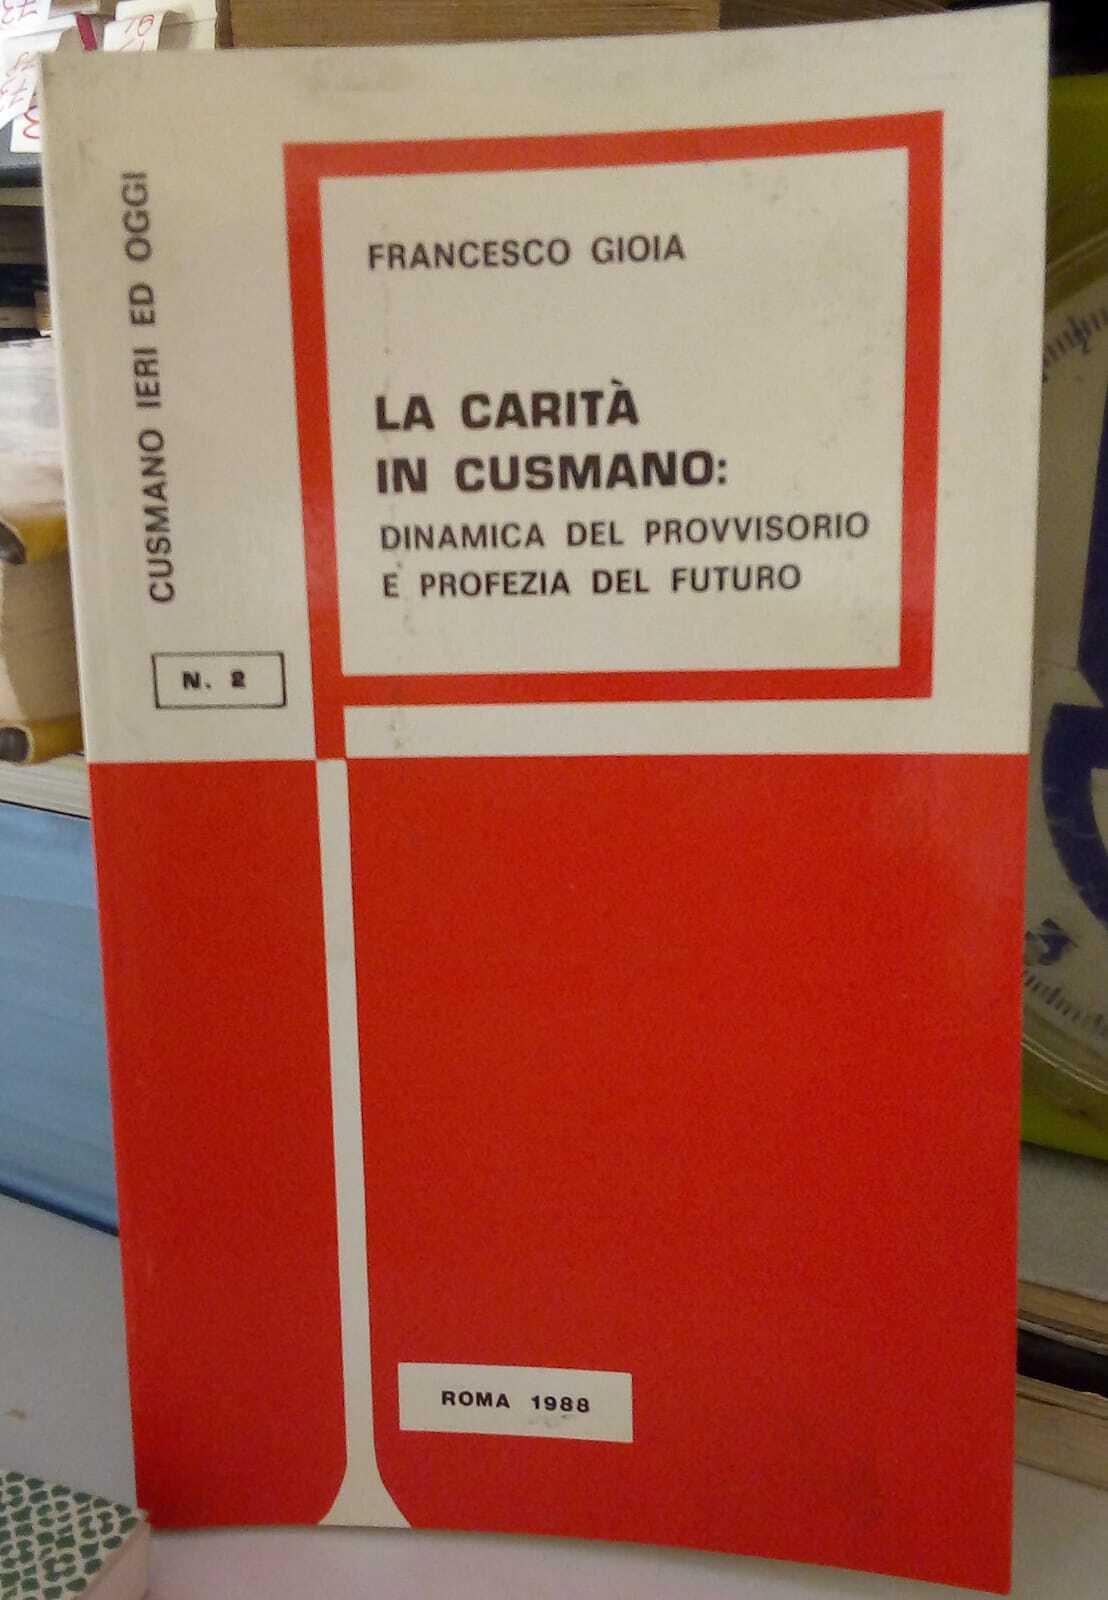 CUSMANO IERI ED OGGI
N. 2
FRANCESCO GIOIA
LA CARITÀ
IN CUSMANO:
DINAMICA DEL PROVVISORIO
E PROFEZIA DEL FUTURO
ROMA 1988